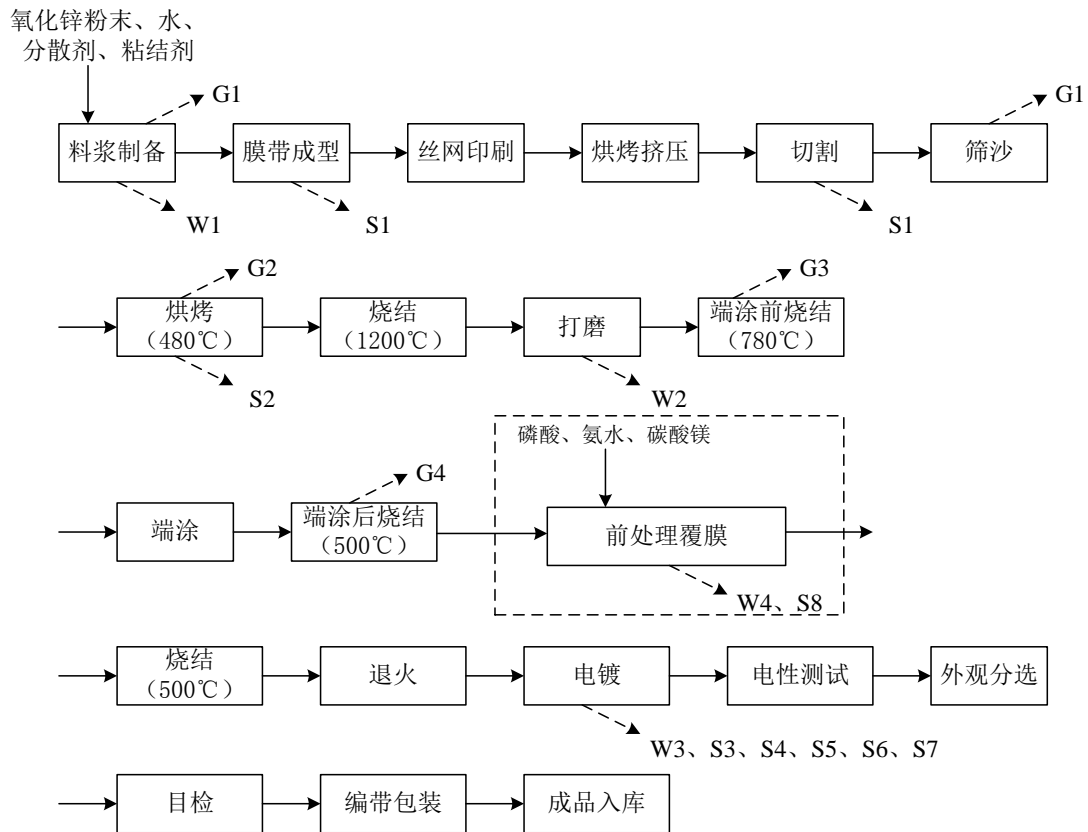 氧化锌粉末、水、
分散剂、粘结剂
G1
G1
料浆制备
膜带成型
丝网印刷
烘烤挤压
切割
筛沙
W1
S1
S1
G2
G3
烘烤
（480℃）
烧结
（1200℃）
打磨
端涂前烧结
（780℃）
S2
W2
磷酸、氨水、碳酸镁
G4
端涂
端涂后烧结
（500℃）
前处理覆膜
W4、S8
烧结
（500℃）
退火
电镀
电性测试
外观分选
W3、S3、S4、S5、S6、S7
目检
编带包装
成品入库